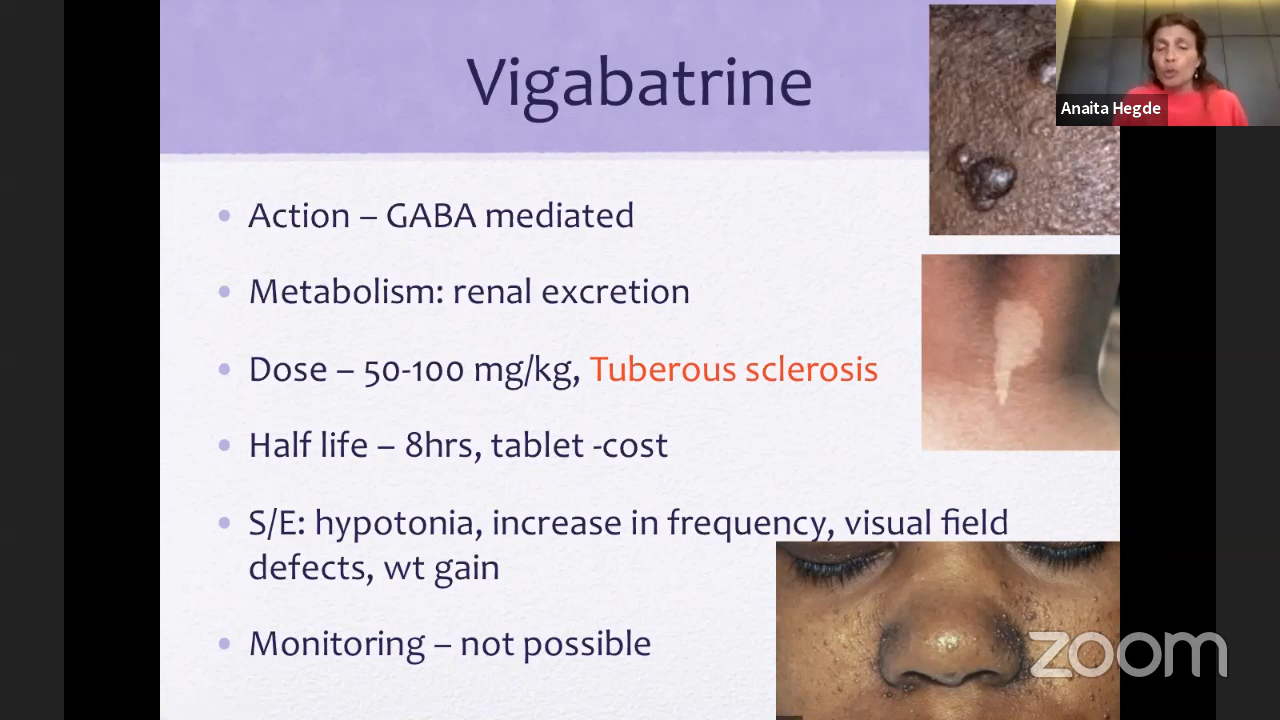 Vigabatrine
Anaita Hegde
• Action – GABA mediated
• Metabolism: renal excretion
• Dose – 50-100 mg/kg, Tuberous sclerosis
• Half life – 8hrs, tablet -cost
• S/E: hypotonia, increase in frequency, visual field
defects, wt gain
• Monitoring – not possible
zoom